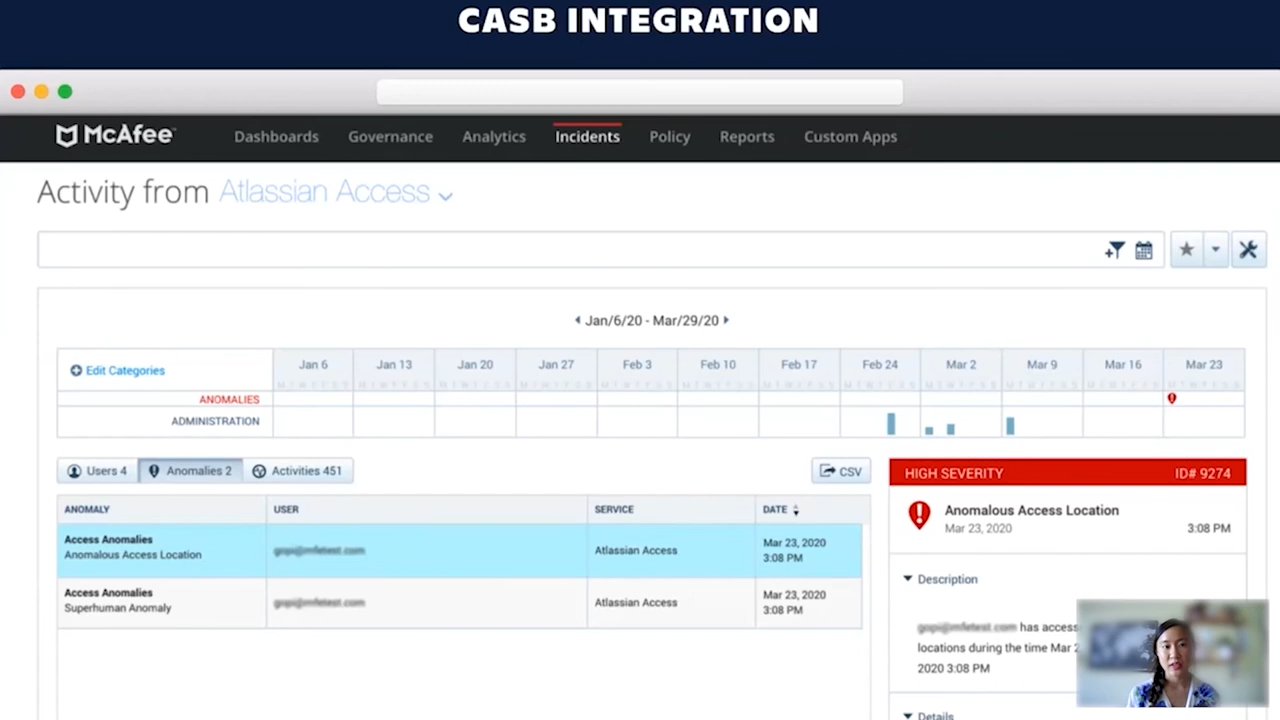 CASB INTEGRATION
McAfee
Dashboards Governance Analytics Incidents Policy Reports Custom Apps
Activity from Atlassian Access
Jan/6/20 - Mar/29/20
Edit Categories Jan 6 Jan 13 Jan 20 Jan 27 Feb 3 Feb 10 Feb 17 Feb 24 Mar 2 Mar 9 Mar 16 Mar 23
ANOMALIES
ADMINISTRATION
Users 4 Anomalies 2 Activities 451 CSV
ANOMALY USER SERVICE DATE
Access Anomalies
Anomalous Access Location
Atlassian Access
Mar 23, 2020
3:08 PM
Access Anomalies
Superhuman Anomaly
Atlassian Access
Mar 23, 2020
3:08 PM
HIGH SEVERITY ID# 9274
Anomalous Access Location
Mar 23, 2020 3:08 PM
Description
has access
locations during the time Mar 2
2020 3:08 PM
Details